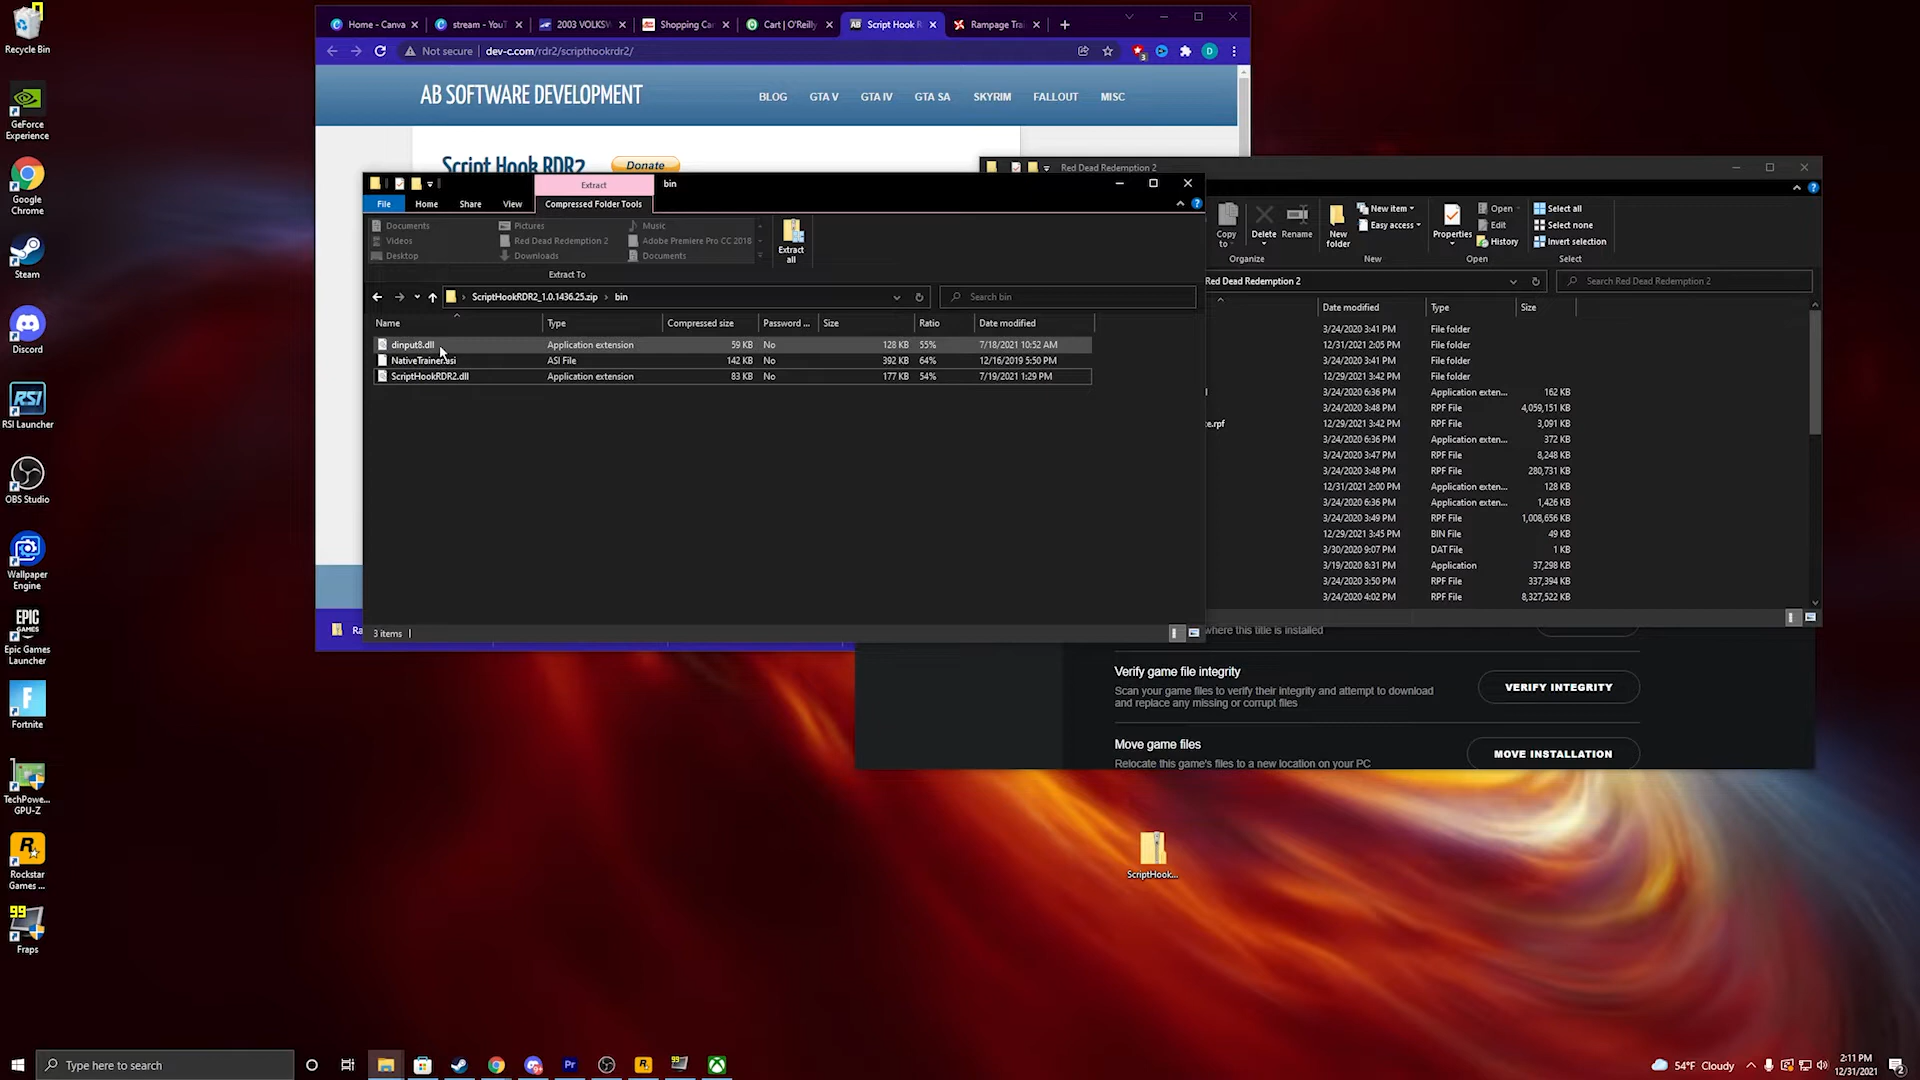 Recycle Bin
GeForce
Experience
Google
Chrome
Steam
Discord
RSI
RSI Launcher
OBS Studio
Wallpaper
Engine
EPIC
GAMES
Epic Games
Launcher
Fortnite
TechPowe...
GPU-Z
Rockstar
Games ...
99
Fraps
Home - Canva
stream - YouT
2003 VOLKSW
Shopping Car
Cart | O'Reilly
AB
Script Hook R
Rampage Trai
Not secure
dev-c.com/rdr2/scripthookrdr2/
3
D
AB SOFTWARE DEVELOPMENT
BLOG
GTA V
GTA IV
GTA SA
SKYRIM
FALLOUT
MISC
Script Hook RDR2
Donate
Extract
bin
File
Home
Share
View
Compressed Folder Tools
Documents
Pictures
Music
Videos
Red Dead Redemption 2
Adobe Premiere Pro CC 2018
Desktop
Downloads
Documents
Extract
all
Extract To
ScriptHookRDR2_1.0.1436.25.zip
bin
Search bin
Name
Type
Compressed size
Password ...
Size
Ratio
Date modified
dinput8.dll
Application extension
59 KB
No
128 KB
55%
7/18/2021 10:52 AM
NativeTrainer.asi
ASI File
142 KB
No
392 KB
64%
12/16/2019 5:50 PM
ScriptHookRDR2.dll
Application extension
83 KB
No
177 KB
54%
7/19/2021 1:29 PM
3 items
Ra
Red Dead Redemption 2
Copy
to
Delete
Rename
New
folder
New item
Easy access
Properties
Open
Edit
History
Select all
Select none
Invert selection
Organize
New
Open
Select
Red Dead Redemption 2
Search Red Dead Redemption 2
Date modified
Type
Size
3/24/2020 3:41 PM
File folder
12/31/2021 2:05 PM
File folder
3/24/2020 3:41 PM
File folder
12/29/2021 3:42 PM
File folder
3/24/2020 6:36 PM
Application exten...
162 KB
3/24/2020 3:48 PM
RPF File
4,059,151 KB
te.rpf
12/29/2021 3:42 PM
RPF File
3,091 KB
3/24/2020 6:36 PM
Application exten...
372 KB
3/24/2020 3:47 PM
RPF File
8,248 KB
3/24/2020 3:48 PM
RPF File
280,731 KB
12/31/2021 2:00 PM
Application exten...
128 KB
3/24/2020 6:36 PM
Application exten...
1,426 KB
3/24/2020 3:49 PM
RPF File
1,008,656 KB
12/29/2021 3:45 PM
BIN File
49 KB
3/30/2020 9:07 PM
DAT File
1 KB
3/19/2020 8:31 PM
Application
37,298 KB
3/24/2020 3:50 PM
RPF File
337,394 KB
3/24/2020 4:02 PM
RPF File
8,327,522 KB
where this title is installed
Verify game file integrity
Scan your game files to verify their integrity and attempt to download
and replace any missing or corrupt files
VERIFY INTEGRITY
Move game files
Relocate this game's files to a new location on your PC
MOVE INSTALLATION
ScriptHook...
Type here to search
Pr
99
54°F Cloudy
2:11 PM
12/31/2021
2